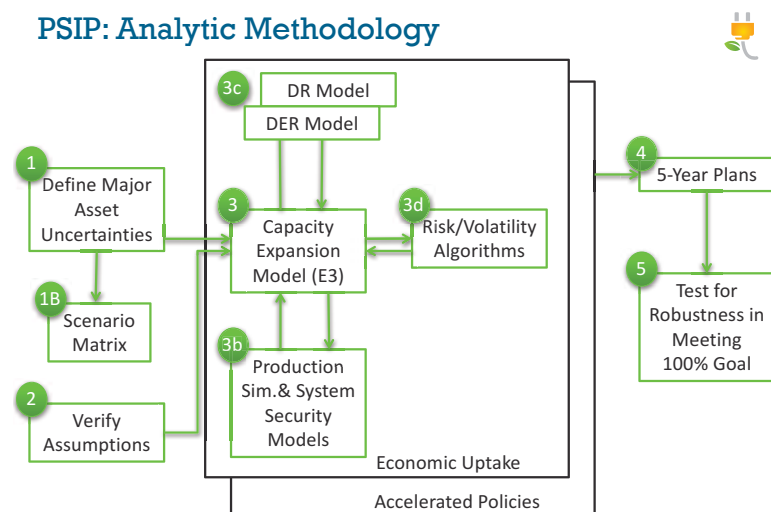 PSIP: Analytic Methodology
3c
DR Model
DER Model
1
Define Major
Asset
Uncertainties
1B
Scenario
Matrix
2
Verify
Assumptions
3
Capacity
Expansion
Model (E3)
3d
Risk/Volatility
Algorithms
3b
Production
Sim.& System
Security
Models
Economic Uptake
Accelerated Policies
4
5-Year Plans
5
Test for
Robustness in
Meeting
100% Goal